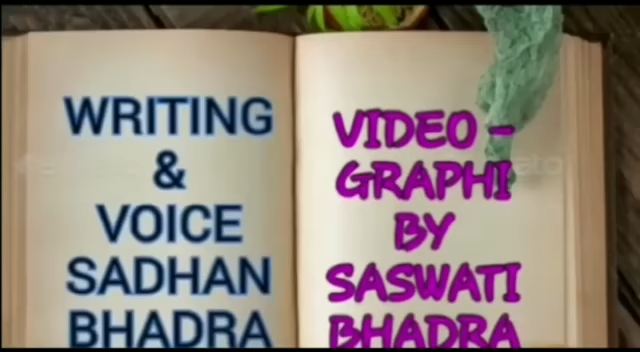 WRITING
&
VOICE
SADHAN
BHADRA
VIDEO -
GRAPHI
BY
SASWATI
BHADRA